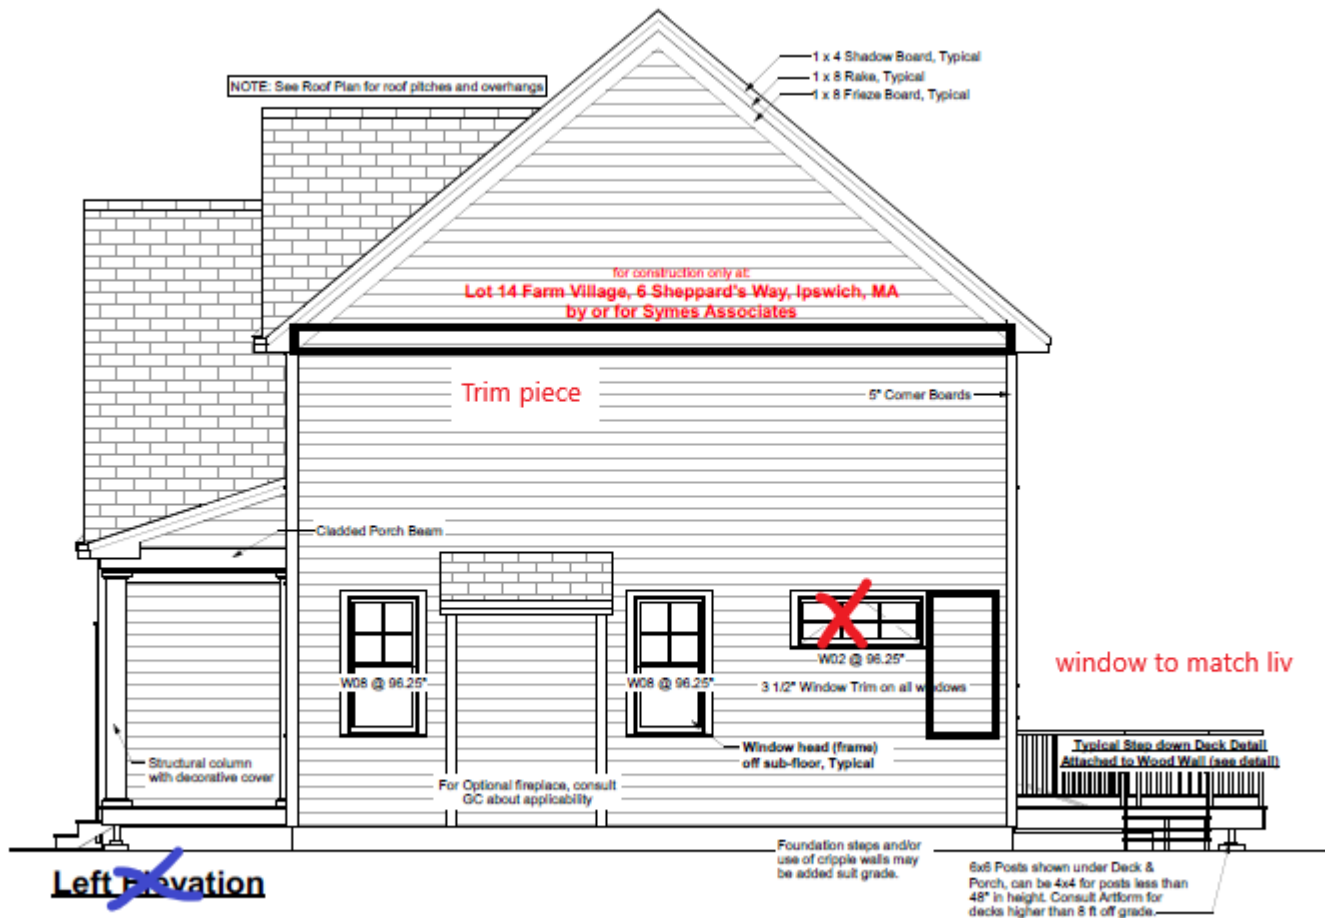 1 x 4 Shadow Board, Typical
1 x 8 Rake, Typical
1 x 8 Frieze Board, Typical
NOTE: See Roof Plan for roof pitches and overhangs
for construction only at:
Lot 14 Farm Village, 6 Sheppard's Way, Ipswich, MA
by or for Symes Associates
Trim piece
5" Corner Boards
Cladded Porch Beam
W08 @ 96.25"
W08 @ 96.25"
W02 @ 96.25"
3 1/2" Window Trim on all windows
window to match liv
Window head (frame)
off sub-floor, Typical
Typical Step down Deck Detail
Attached to Wood Wall (see detail)
Structural column
with decorative cover
For Optional fireplace, consult
GC about applicability
Foundation steps and/or
use of cripple walls may
be added suit grade.
6x6 Posts shown under Deck &
Porch, can be 4x4 for posts less than
48" in height. Consult Artform for
decks higher than 8 ft off grade.
Left Elevation